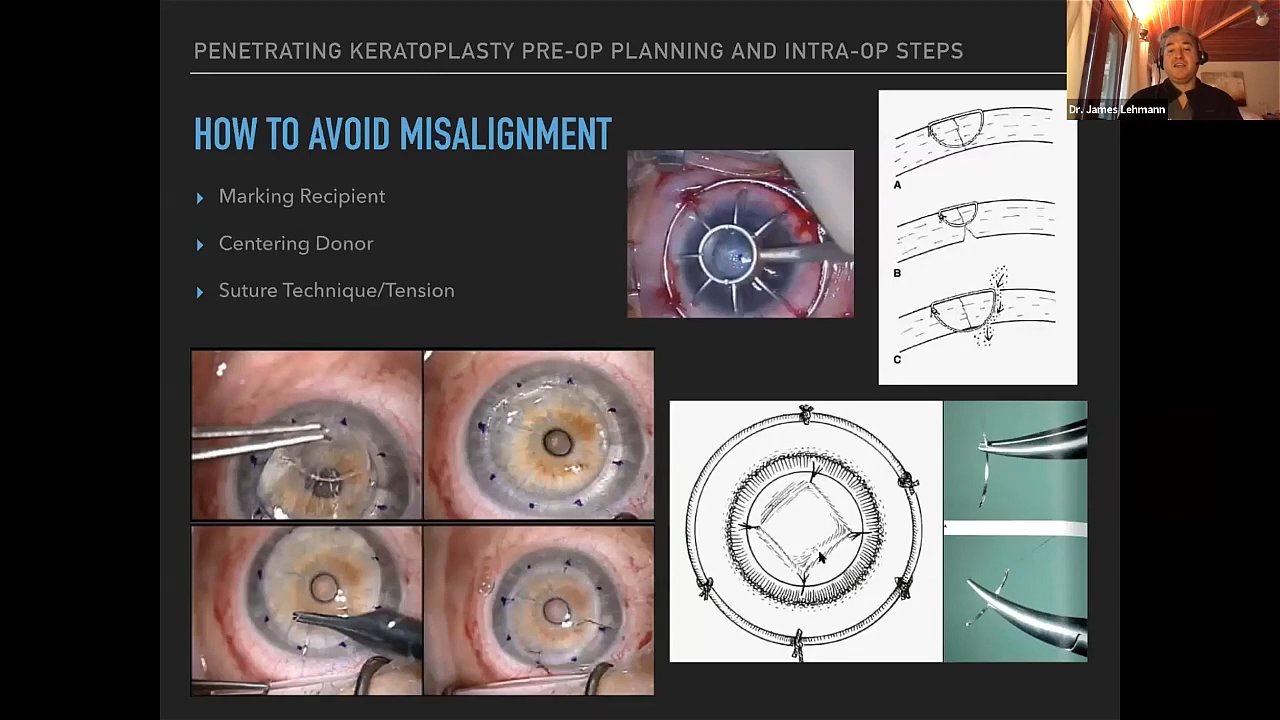 PENETRATING KERATOPLASTY PRE-OP PLANNING AND INTRA-OP STEPS
Dr. James Lehmann
HOW TO AVOID MISALIGNMENT
Marking Recipient
Centering Donor
Suture Technique/Tension
A
B
C